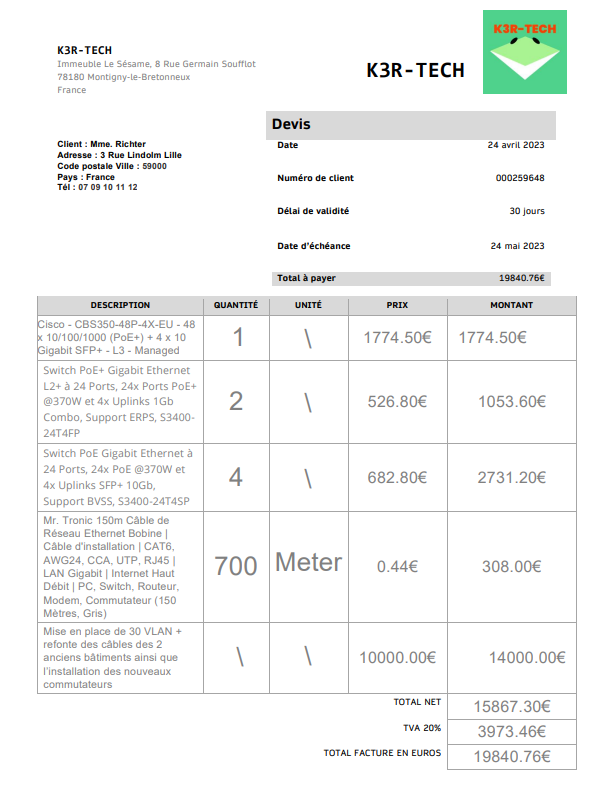 K3R-TECH
K3R-TECH
Immeuble Le Sésame, 8 Rue Germain Soufflot
78180 Montigny-le-Bretonneux
France
K3R-TECH
Devis
Client : Mme. Richter
Adresse : 3 Rue Lindolm Lille
Code postale Ville : 59000
Pays : France
Tél : 07 09 10 11 12
Date 24 avril 2023
Numéro de client 000259648
Délai de validité 30 jours
Date d'échéance 24 mai 2023
Total à payer 19840.76€
DESCRIPTION QUANTITÉ UNITÉ PRIX MONTANT
Cisco - CBS350-48P-4X-EU - 48
x 10/100/1000 (PoE+) + 4 x 10
Gigabit SFP+ - L3 - Managed
1 \ 1774.50€ 1774.50€
Switch PoE+ Gigabit Ethernet
L2+ à 24 Ports, 24x Ports PoE+
@370W et 4x Uplinks 1Gb
Combo, Support ERPS, S3400-
24T4FP
2 \ 526.80€ 1053.60€
Switch PoE Gigabit Ethernet à
24 Ports, 24x PoE @370W et
4x Uplinks SFP+ 10Gb,
Support BVSS, S3400-24T4SP
4 \ 682.80€ 2731.20€
Mr. Tronic 150m Câble de
Réseau Ethernet Bobine |
Câble d'installation | CAT6,
AWG24, CCA, UTP, RJ45 |
LAN Gigabit | Internet Haut
Débit | PC, Switch, Routeur,
Modem, Commutateur (150
Mètres, Gris)
700 Meter 0.44€ 308.00€
Mise en place de 30 VLAN +
refonte des câbles des 2
anciens bâtiments ainsi que
l'installation des nouveaux
commutateurs
\ \ 10000.00€ 14000.00€
TOTAL NET 15867.30€
TVA 20% 3973.46€
TOTAL FACTURE EN EUROS 19840.76€